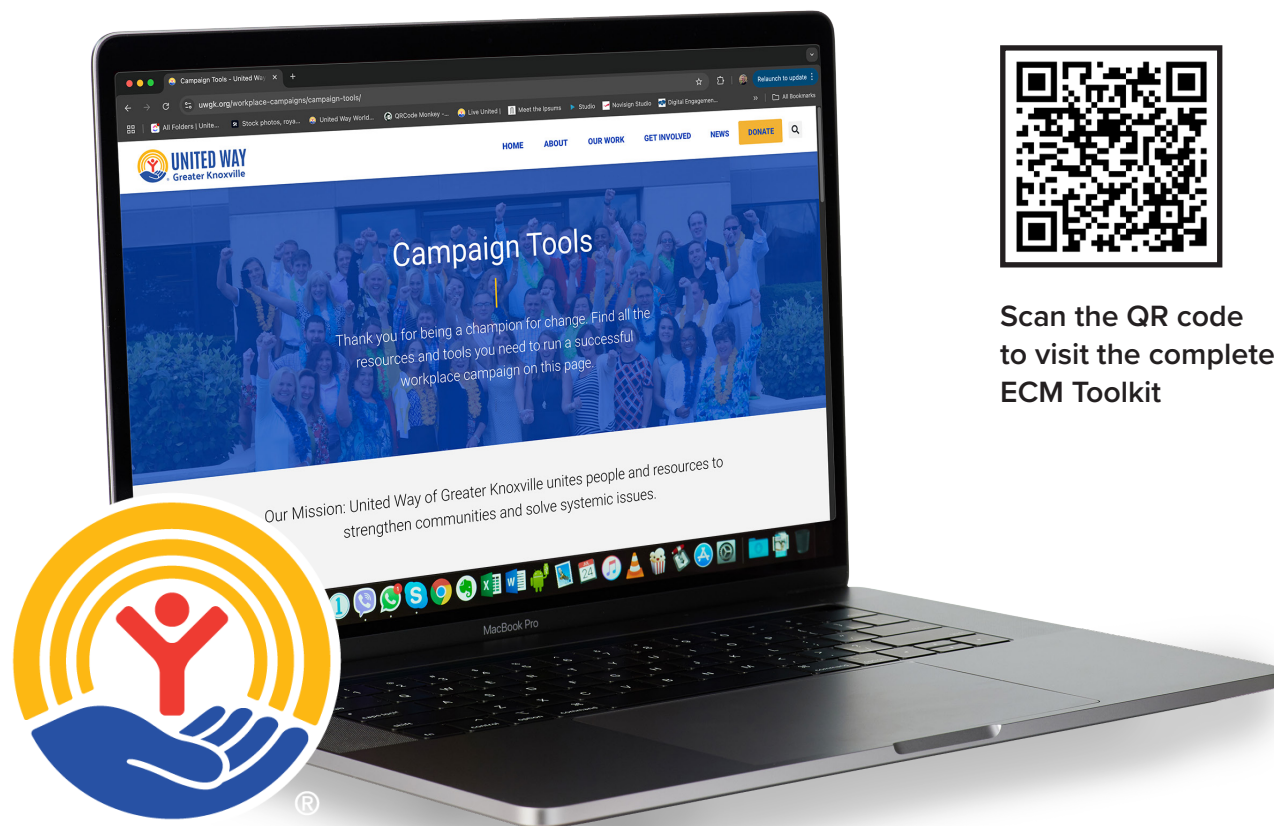 Campaign Tools - United Way
uwgk.org/workplace-campaigns/campaign-tools/
Relaunch to update
All Folders | Unite...
Stock photos, roya...
United Way World...
QRCode Monkey -...
Live United |
Meet the Ipsums
Studio
Novisign Studio
Digital Engagemen...
All Bookmarks
UNITED WAY
Greater Knoxville
HOME ABOUT OUR WORK GET INVOLVED NEWS DONATE
Campaign Tools
Thank you for being a champion for change. Find all the
resources and tools you need to run a successful
workplace campaign on this page.
Our Mission: United Way of Greater Knoxville unites people and resources to
strengthen communities and solve systemic issues.
MacBook Pro
®
Scan the QR code
to visit the complete
ECM Toolkit